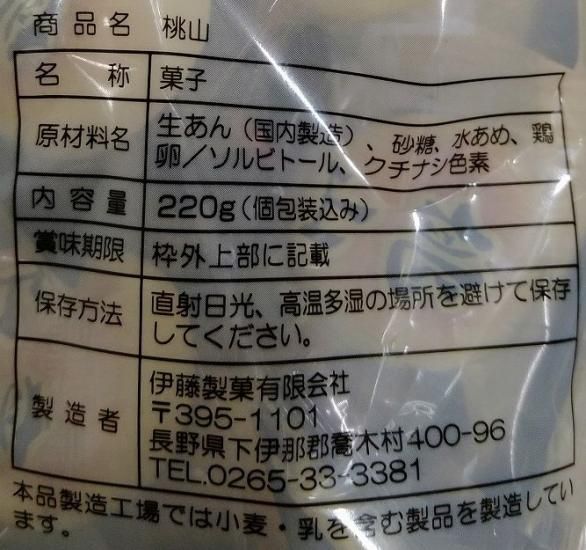 商品名 桃山
名称 菓子
原材料名 生あん（国内製造）、砂糖、水あめ、鶏
卵／ソルビトール、クチナシ色素
内容量 220g（個包装込み）
賞味期限 枠外上部に記載
保存方法 直射日光、高温多湿の場所を避けて保存
してください。
製造者 伊藤製菓有限会社
〒395-1101
長野県下伊那郡喬木村400-96
TEL.0265-33-3381
本品製造工場では小麦・乳を含む製品を製造してい
ます。